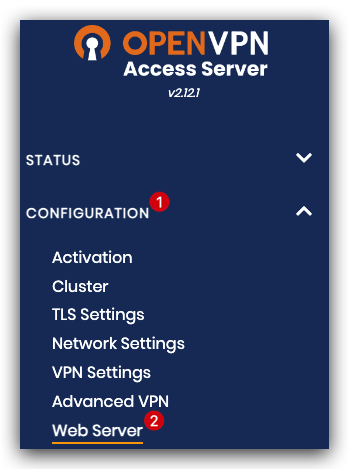 OPENVPN
Access Server
v2.12.1
STATUS
CONFIGURATION 1
Activation
Cluster
TLS Settings
Network Settings
VPN Settings
Advanced VPN
Web Server 2